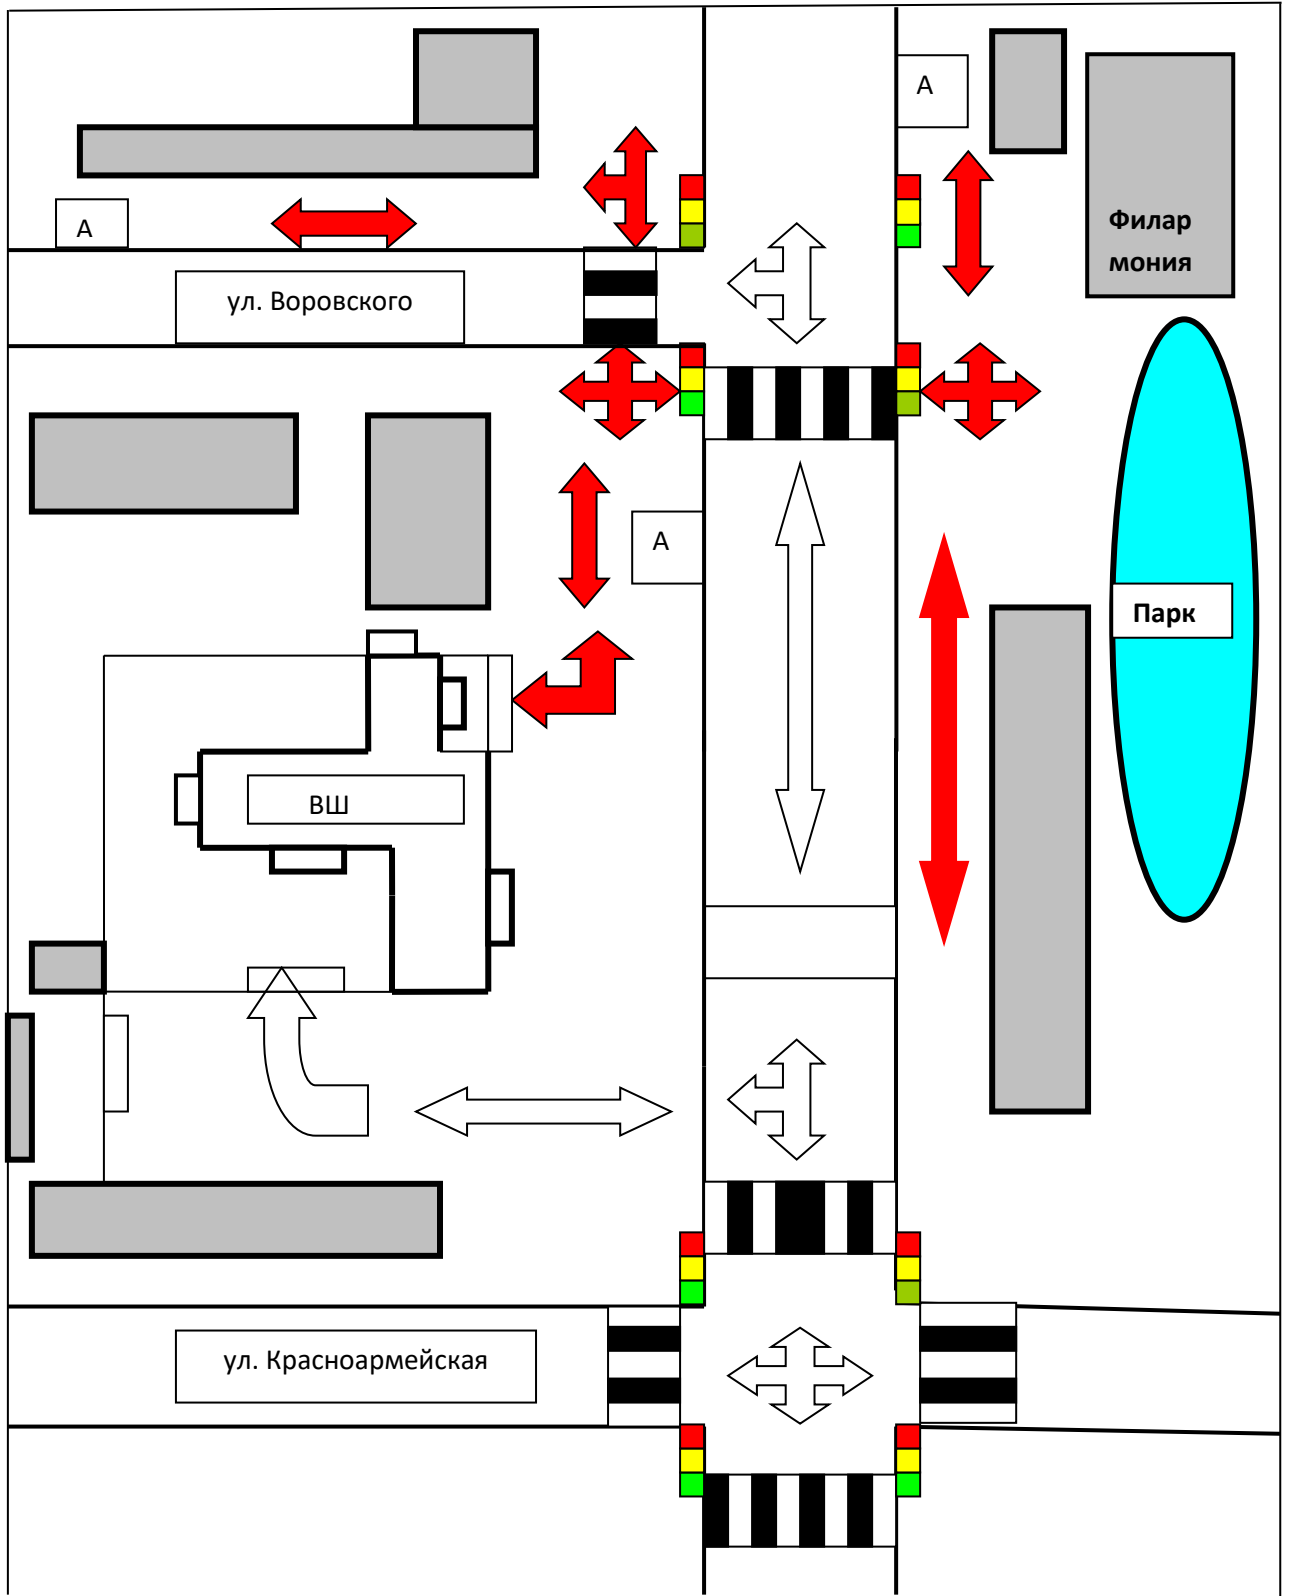 А
А
Филар
мония
ул. Воровского
А
Парк
ВШ
ул. Красноармейская